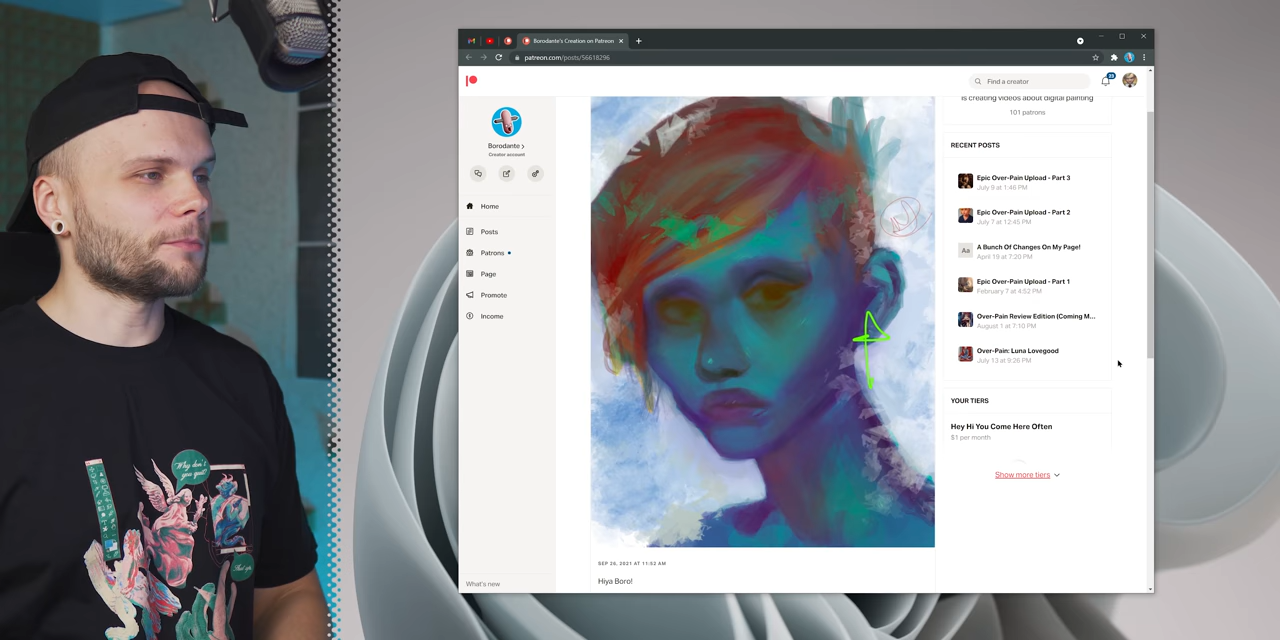 Why don't
you quit?
Borodante's Creation on Patreon
patreon.com/posts/56618296
Find a creator
Borodante
Creator account
Home
Posts
Patrons
Page
Promote
Income
What's new
is creating videos about digital painting
101 patrons
RECENT POSTS
Epic Over-Pain Upload - Part 3
July 9 at 1:46 PM
Epic Over-Pain Upload - Part 2
July 7 at 12:45 PM
Aa
A Bunch Of Changes On My Page!
April 19 at 7:20 PM
Epic Over-Pain Upload - Part 1
February 7 at 4:52 PM
Over-Pain Review Edition (Coming M...
August 1 at 7:10 PM
Over-Pain: Luna Lovegood
July 13 at 9:26 PM
YOUR TIERS
Hey Hi You Come Here Often
$1 per month
Show more tiers
SEP 26, 2021 AT 11:52 AM
Hiya Boro!